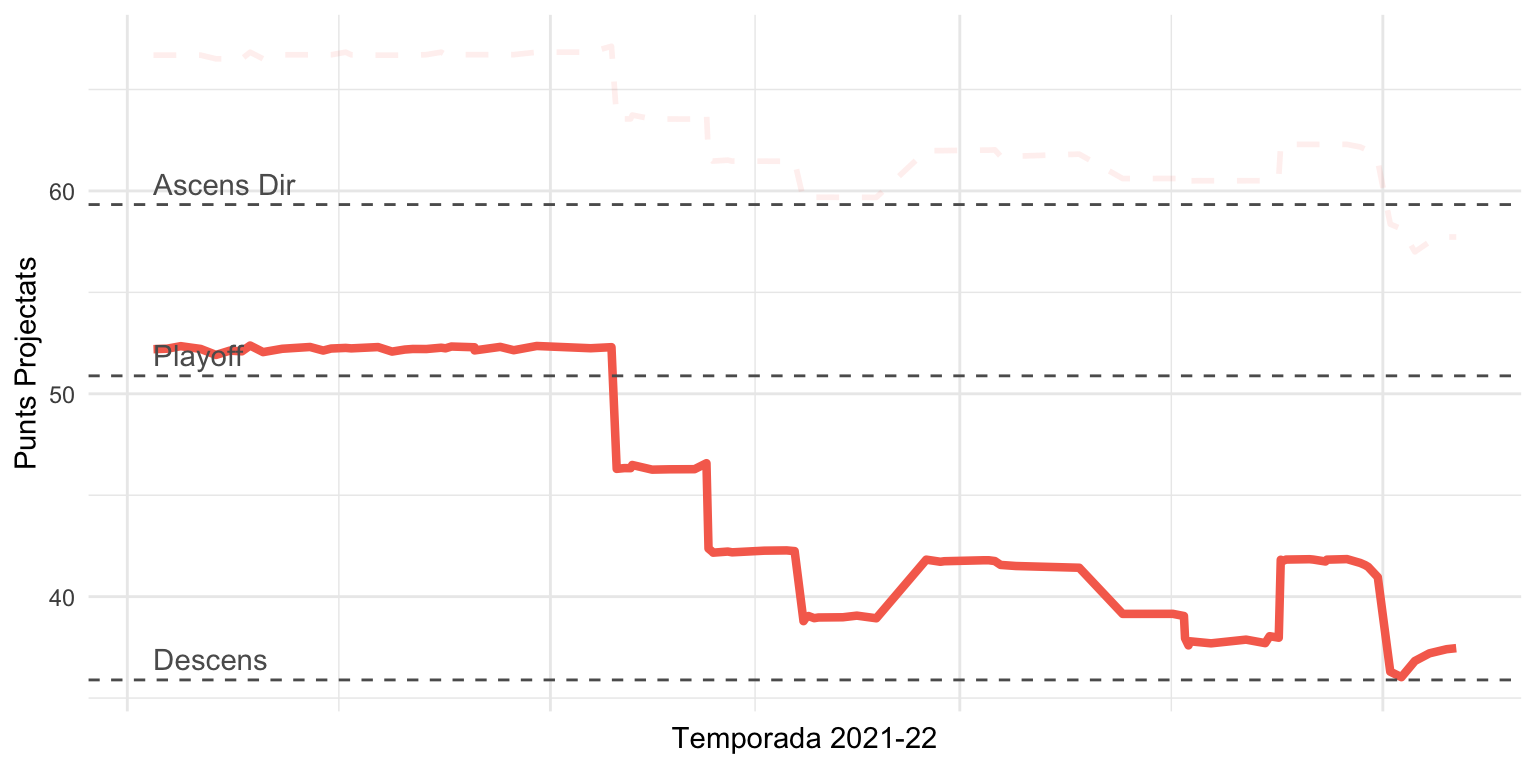 Ascens Dir
60
Playoff
50
40
Descens
Punts Projectats
Temporada 2021-22